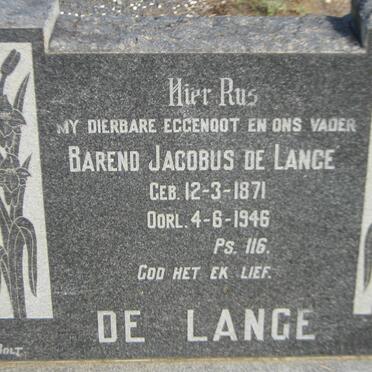 Hier Rus
MY DIERBARE EGGENOOT EN ONS VADER
BAREND JACOBUS DE LANGE
GEB. 12-3-1871
OORL. 4-6-1946
PS. 116.
GOD HET EK LIEF.
DE LANGE